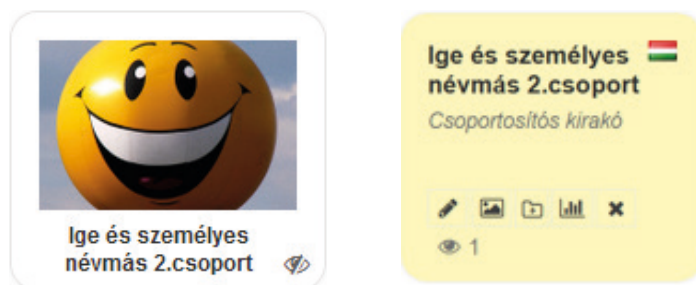 Ige és személyes
névmás 2.csoport
Ige és személyes
névmás 2.csoport
Csoportosítós kirakó
1